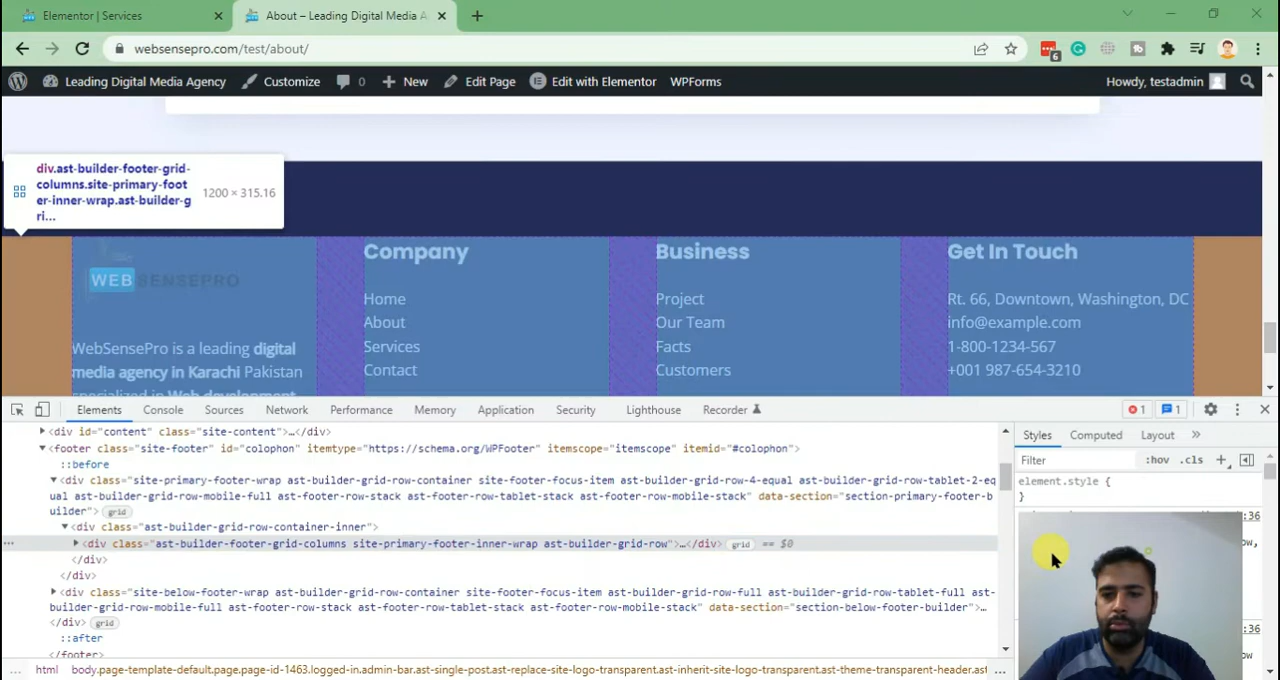 Elementor | Services
About – Leading Digital Media A
websensepro.com/test/about/
6
Leading Digital Media Agency
Customize
0
New
Edit Page
Edit with Elementor
WPForms
Howdy, testadmin
div.ast-builder-footer-grid-
columns.site-primary-foot
er-inner-wrap.ast-builder-g
ri...
1200 × 315.16
WEBSENSEPRO
WebSensePro is a leading digital
media agency in Karachi Pakistan
specialized in Web development
Company
Home
About
Services
Contact
Business
Project
Our Team
Facts
Customers
Get In Touch
Rt. 66, Downtown, Washington, DC
info@example.com
1-800-1234-567
+001 987-654-3210
Elements
Console
Sources
Network
Performance
Memory
Application
Security
Lighthouse
Recorder
1
1
<div id="content" class="site-content">…</div>
<footer class="site-footer" id="colophon" itemtype="https://schema.org/WPFooter" itemscope="itemscope" itemid="#colophon">
::before
<div class="site-primary-footer-wrap ast-builder-grid-row-container site-footer-focus-item ast-builder-grid-row-4-equal ast-builder-grid-row-tablet-2-eq
ual ast-builder-grid-row-mobile-full ast-footer-row-stack ast-footer-row-tablet-stack ast-footer-row-mobile-stack" data-section="section-primary-footer-b
uilder"> grid
<div class="ast-builder-grid-row-container-inner">
<div class="ast-builder-footer-grid-columns site-primary-footer-inner-wrap ast-builder-grid-row">…</div> grid == $0
</div>
</div>
<div class="site-below-footer-wrap ast-builder-grid-row-container site-footer-focus-item ast-builder-grid-row-full ast-builder-grid-row-tablet-full ast-
builder-grid-row-mobile-full ast-footer-row-stack ast-footer-row-tablet-stack ast-footer-row-mobile-stack" data-section="section-below-footer-builder">…
</div> grid
::after
</footer>
html
body.page-template-default.page.page-id-1463.logged-in.admin-bar.ast-single-post.ast-replace-site-logo-transparent.ast-inherit-site-logo-transparent.ast-theme-transparent-header.ast
Styles
Computed
Layout
Filter
:hov
.cls
element.style {
}
:36
ow,
:36
ow